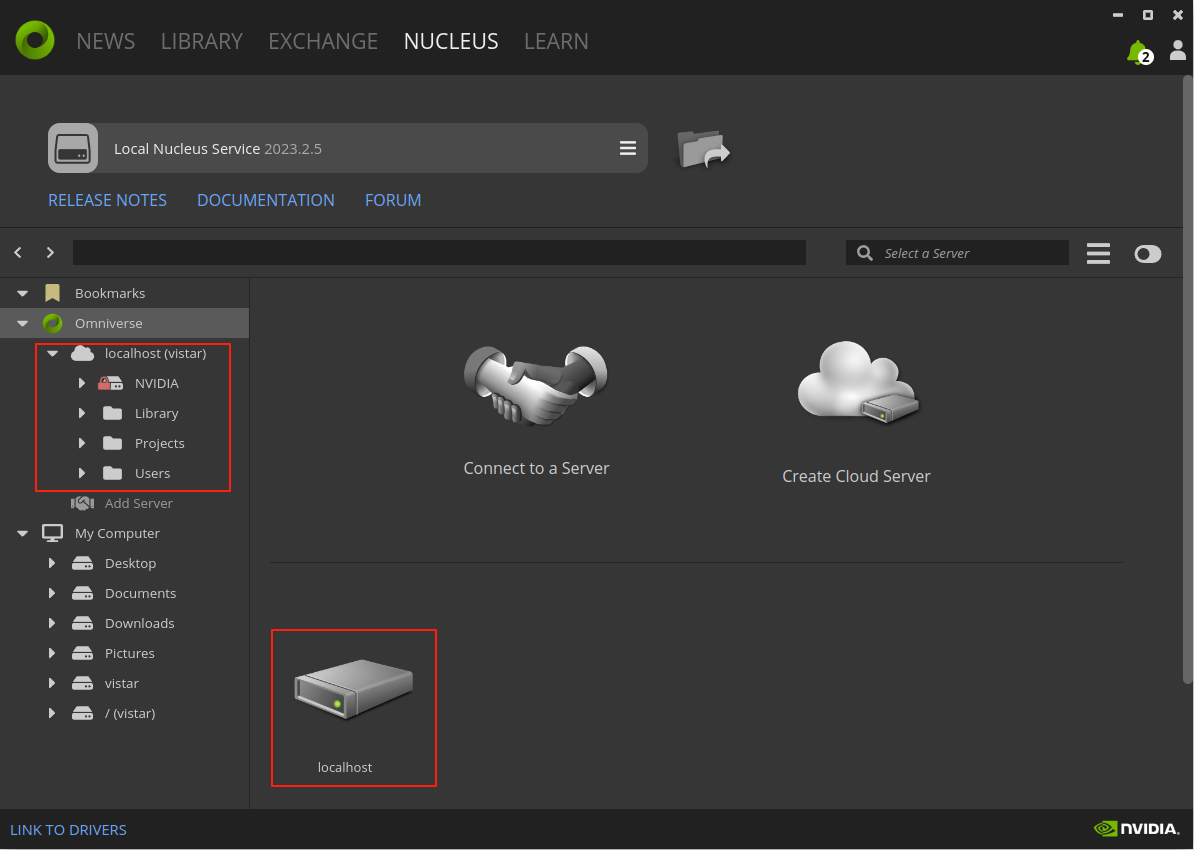 NEWS LIBRARY EXCHANGE NUCLEUS LEARN
2
Local Nucleus Service 2023.2.5
RELEASE NOTES DOCUMENTATION FORUM
Select a Server
Bookmarks
Omniverse
localhost (vistar)
NVIDIA
Library
Projects
Users
Add Server
My Computer
Desktop
Documents
Downloads
Pictures
vistar
/ (vistar)
Connect to a Server
Create Cloud Server
localhost
LINK TO DRIVERS
NVIDIA.